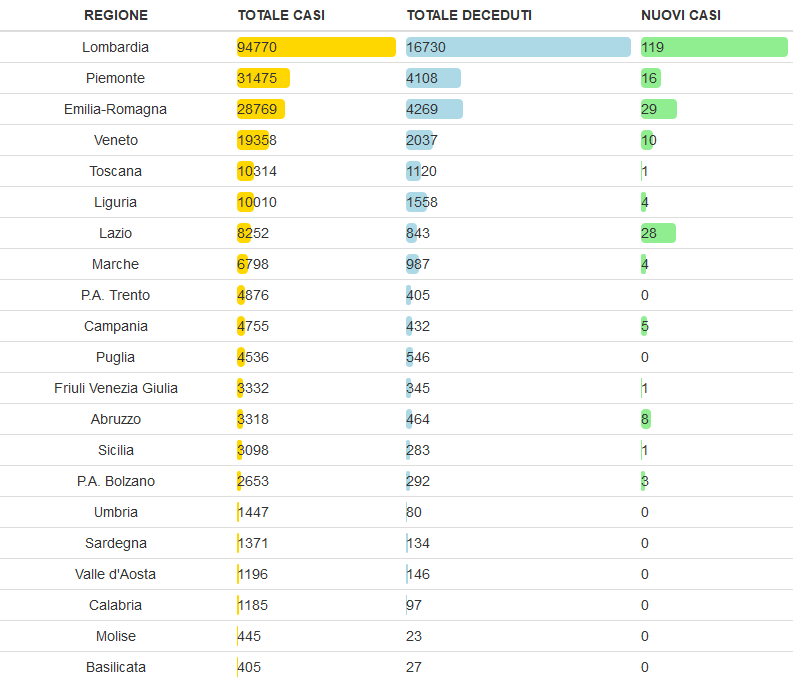 REGIONE TOTALE CASI TOTALE DECEDUTI NUOVI CASI
Lombardia 94770 16730 119
Piemonte 31475 4108 16
Emilia-Romagna 28769 4269 29
Veneto 19358 2037 10
Toscana 10314 1120 1
Liguria 10010 1558 4
Lazio 8252 843 28
Marche 6798 987 4
P.A. Trento 4876 405 0
Campania 4755 432 5
Puglia 4536 546 0
Friuli Venezia Giulia 3332 345 1
Abruzzo 3318 464 8
Sicilia 3098 283 1
P.A. Bolzano 2653 292 3
Umbria 1447 80 0
Sardegna 1371 134 0
Valle d'Aosta 1196 146 0
Calabria 1185 97 0
Molise 445 23 0
Basilicata 405 27 0